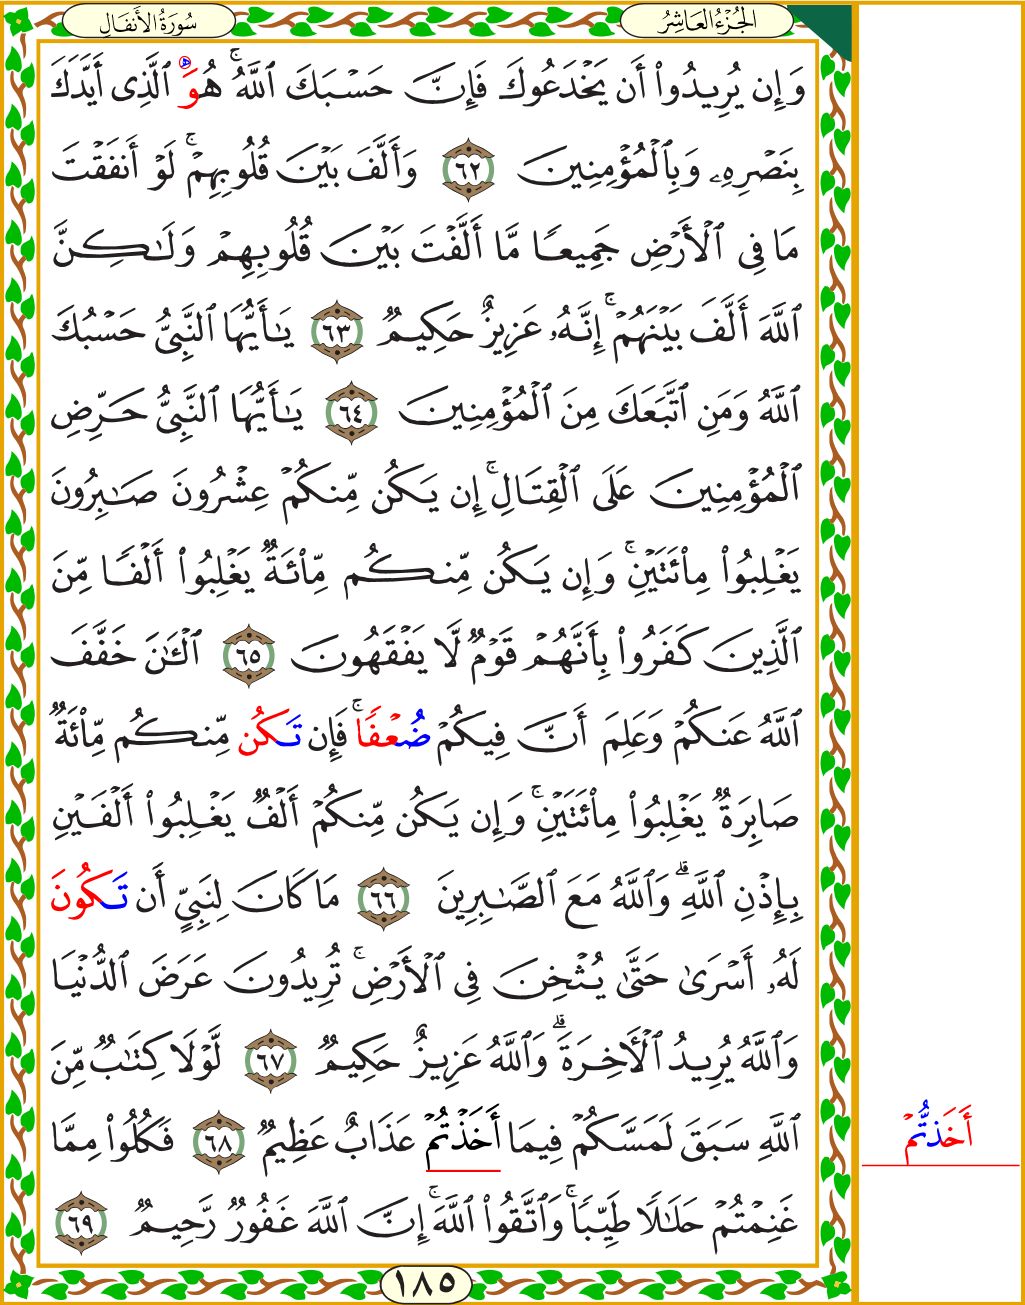 الجُزْءُ العَاشِرُ
سُورَةُ الأَنفَال
وَإِن يُرِيدُوا۟ أَن يَخْدَعُوكَ فَإِنَّ حَسْبَكَ ٱللَّهُ ۚ هُوَ ٱلَّذِى أَيَّدَكَ
بِنَصْرِهِۦ وَبِٱلْمُؤْمِنِينَ ٦٢ وَأَلَّفَ بَيْنَ قُلُوبِهِمْ ۚ لَوْ أَنفَقْتَ
مَا فِى ٱلْأَرْضِ جَمِيعًا مَّا أَلَّفْتَ بَيْنَ قُلُوبِهِمْ وَلَـٰكِنَّ
ٱللَّهَ أَلَّفَ بَيْنَهُمْ ۚ إِنَّهُۥ عَزِيزٌ حَكِيمٌ ٦٣ يَـٰأَيُّهَا ٱلنَّبِىُّ حَسْبُكَ
ٱللَّهُ وَمَنِ ٱتَّبَعَكَ مِنَ ٱلْمُؤْمِنِينَ ٦٤ يَـٰأَيُّهَا ٱلنَّبِىُّ حَرِّضِ
ٱلْمُؤْمِنِينَ عَلَى ٱلْقِتَالِ ۚ إِن يَكُن مِّنكُمْ عِشْرُونَ صَـٰبِرُونَ
يَغْلِبُوا۟ مِا۟ئَتَيْنِ ۚ وَإِن يَكُن مِّنكُم مِّا۟ئَةٌ يَغْلِبُوا۟ أَلْفًا مِّنَ
ٱلَّذِينَ كَفَرُوا۟ بِأَنَّهُمْ قَوْمٌ لَّا يَفْقَهُونَ ٦٥ ٱلْـَٔـٰنَ خَفَّفَ
ٱللَّهُ عَنكُمْ وَعَلِمَ أَنَّ فِيكُمْ ضُعْفًا ۚ فَإِن تَكُن مِّنكُم مِّا۟ئَةٌ
صَابِرَةٌ يَغْلِبُوا۟ مِا۟ئَتَيْنِ ۚ وَإِن يَكُن مِّنكُمْ أَلْفٌ يَغْلِبُوا۟ أَلْفَيْنِ
بِإِذْنِ ٱللَّهِ ۗ وَٱللَّهُ مَعَ ٱلصَّـٰبِرِينَ ٦٦ مَا كَانَ لِنَبِىٍّ أَن تَكُونَ
لَهُۥ أَسْرَىٰ حَتَّىٰ يُثْخِنَ فِى ٱلْأَرْضِ ۚ تُرِيدُونَ عَرَضَ ٱلدُّنْيَا
وَٱللَّهُ يُرِيدُ ٱلْـَٔاخِرَةَ ۗ وَٱللَّهُ عَزِيزٌ حَكِيمٌ ٦٧ لَّوْلَا كِتَـٰبٌ مِّنَ
ٱللَّهِ سَبَقَ لَمَسَّكُمْ فِيمَا أَخَذْتُمْ عَذَابٌ عَظِيمٌ ٦٨ فَكُلُوا۟ مِمَّا
أَخَذتُّمْ
غَنِمْتُمْ حَلَـٰلًا طَيِّبًا ۚ وَٱتَّقُوا۟ ٱللَّهَ ۚ إِنَّ ٱللَّهَ غَفُورٌ رَّحِيمٌ ٦٩
١٨٥